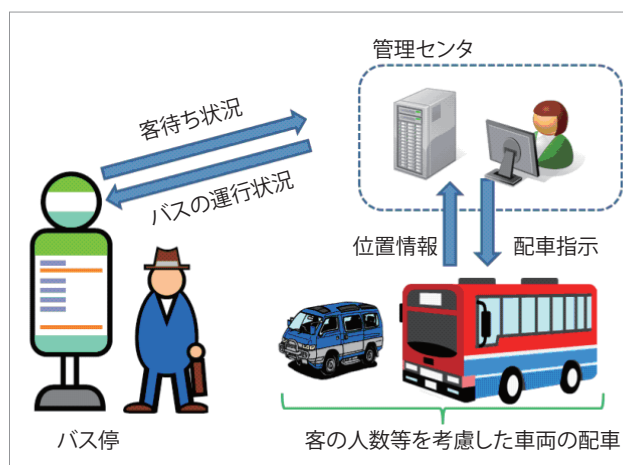 管理センタ
客待ち状況
バスの運行状況
位置情報
配車指示
バス停
客の人数等を考慮した車両の配車